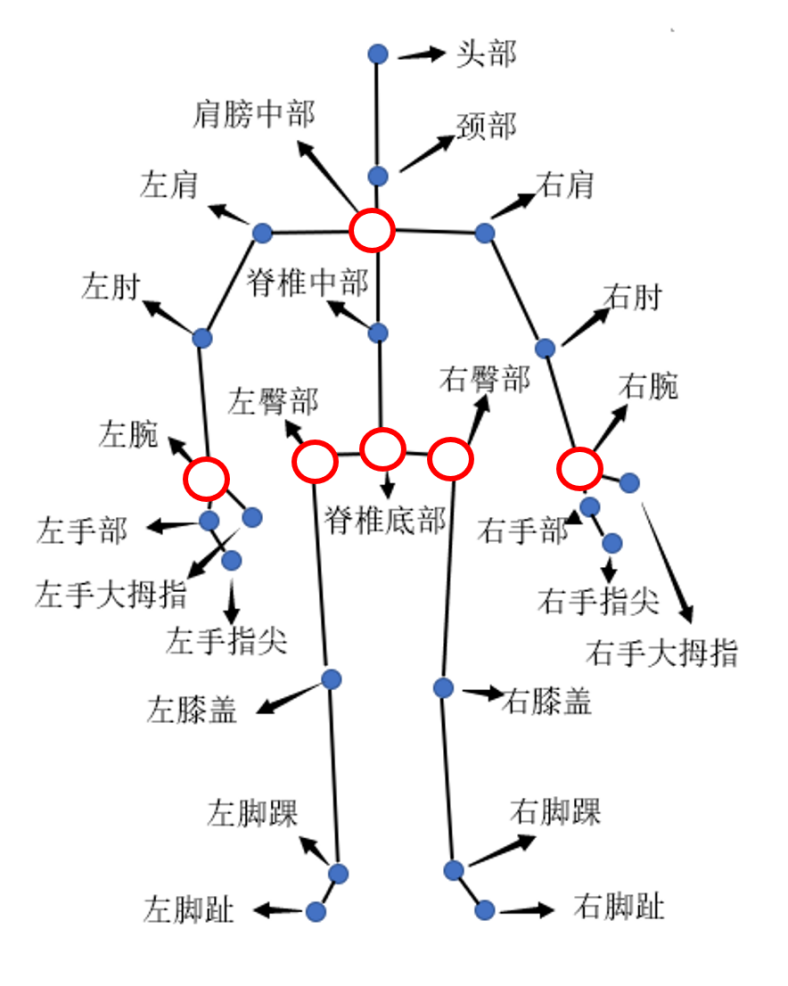 头部
肩膀中部
颈部
左肩
右肩
左肘
脊椎中部
右肘
左臀部
右臀部
右腕
左腕
左手部
脊椎底部
右手部
左手大拇指
右手指尖
左手指尖
右手大拇指
左膝盖
右膝盖
左脚踝
右脚踝
左脚趾
右脚趾